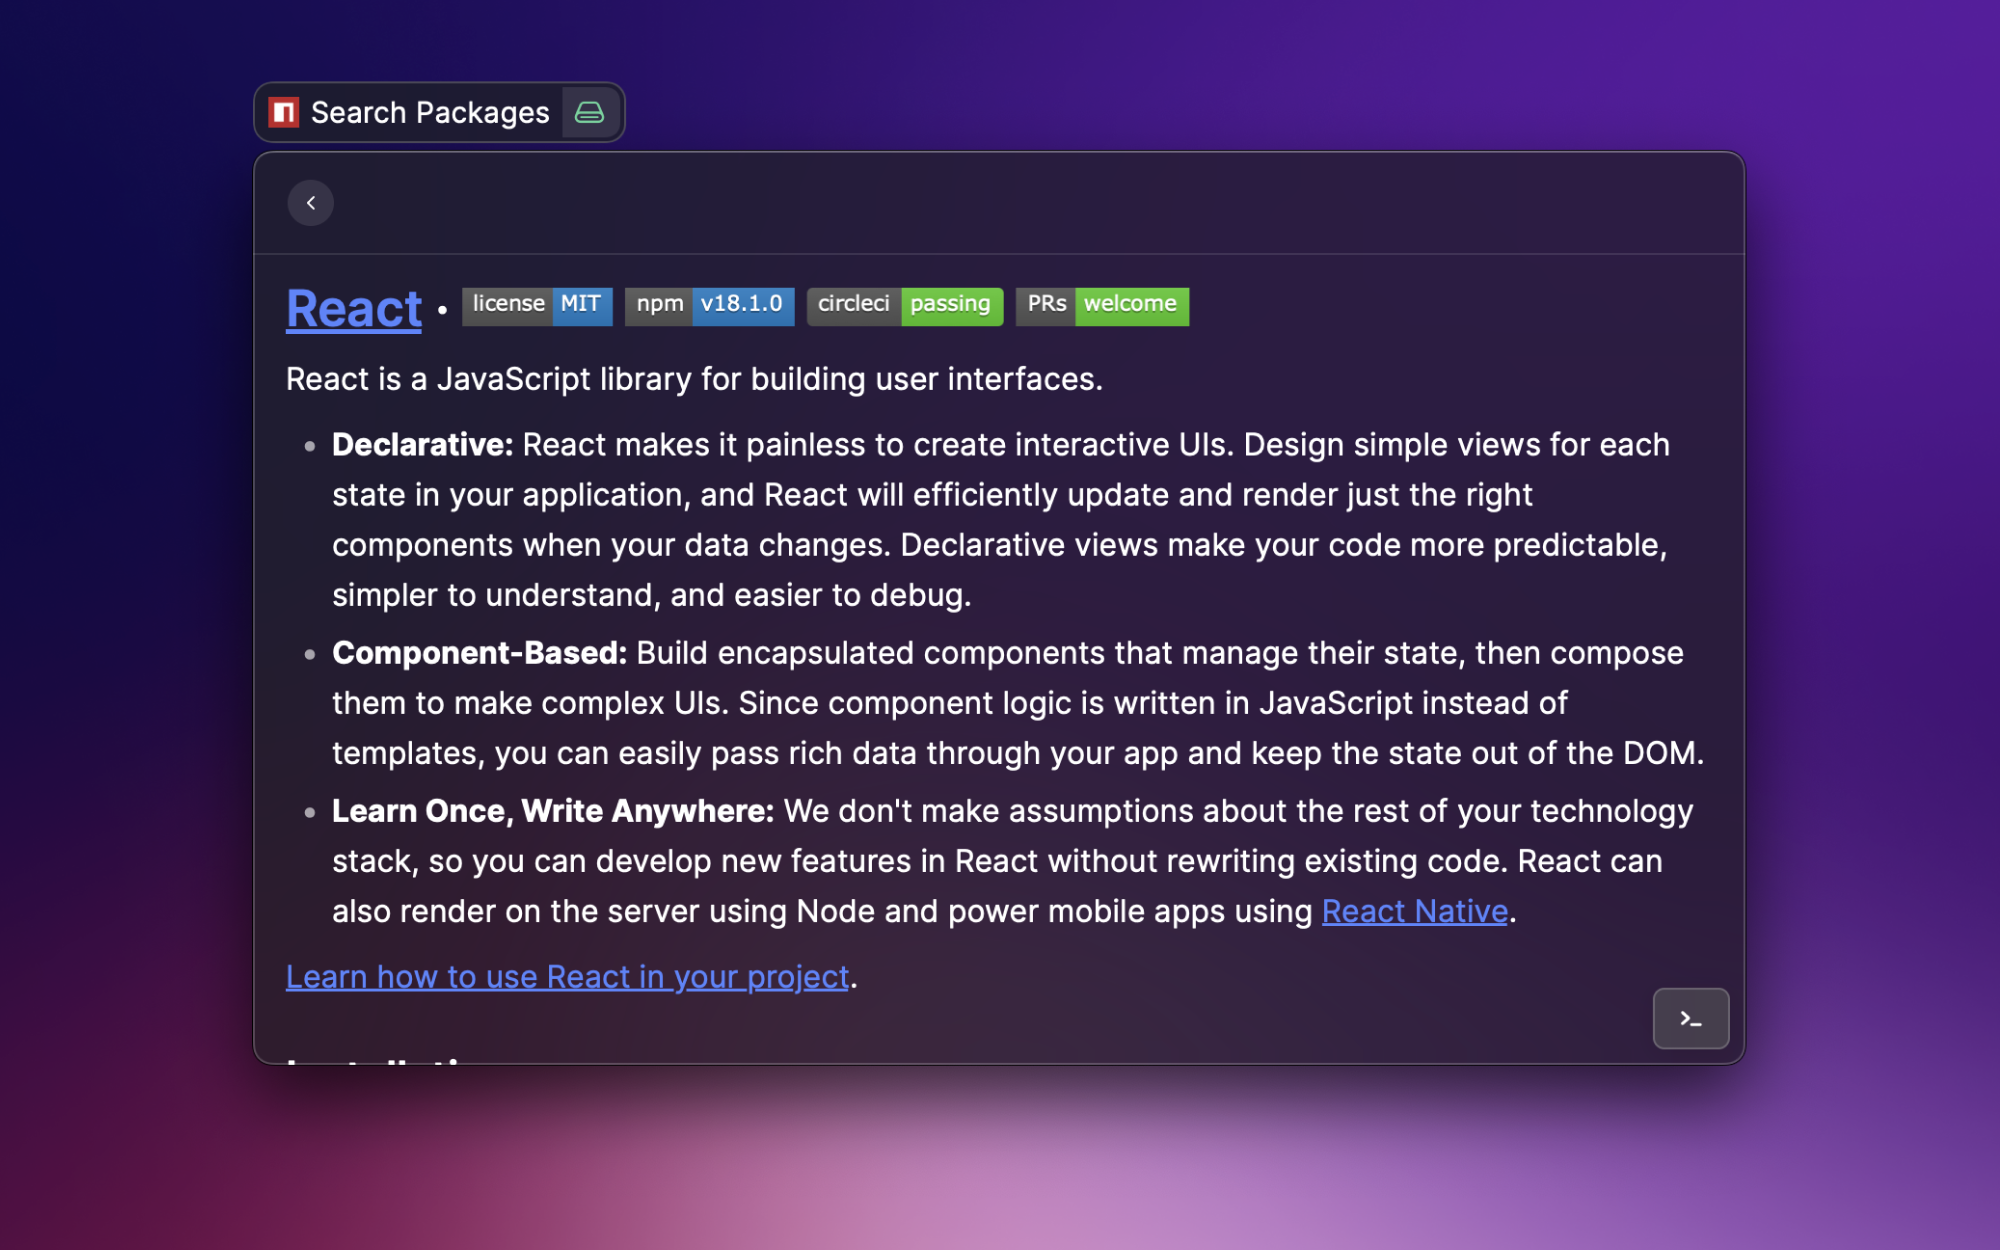 Search Packages
React • license MIT npm v18.1.0 circleci passing PRs welcome
React is a JavaScript library for building user interfaces.
• Declarative: React makes it painless to create interactive UIs. Design simple views for each
state in your application, and React will efficiently update and render just the right
components when your data changes. Declarative views make your code more predictable,
simpler to understand, and easier to debug.
• Component-Based: Build encapsulated components that manage their state, then compose
them to make complex UIs. Since component logic is written in JavaScript instead of
templates, you can easily pass rich data through your app and keep the state out of the DOM.
• Learn Once, Write Anywhere: We don't make assumptions about the rest of your technology
stack, so you can develop new features in React without rewriting existing code. React can
also render on the server using Node and power mobile apps using React Native.
Learn how to use React in your project.